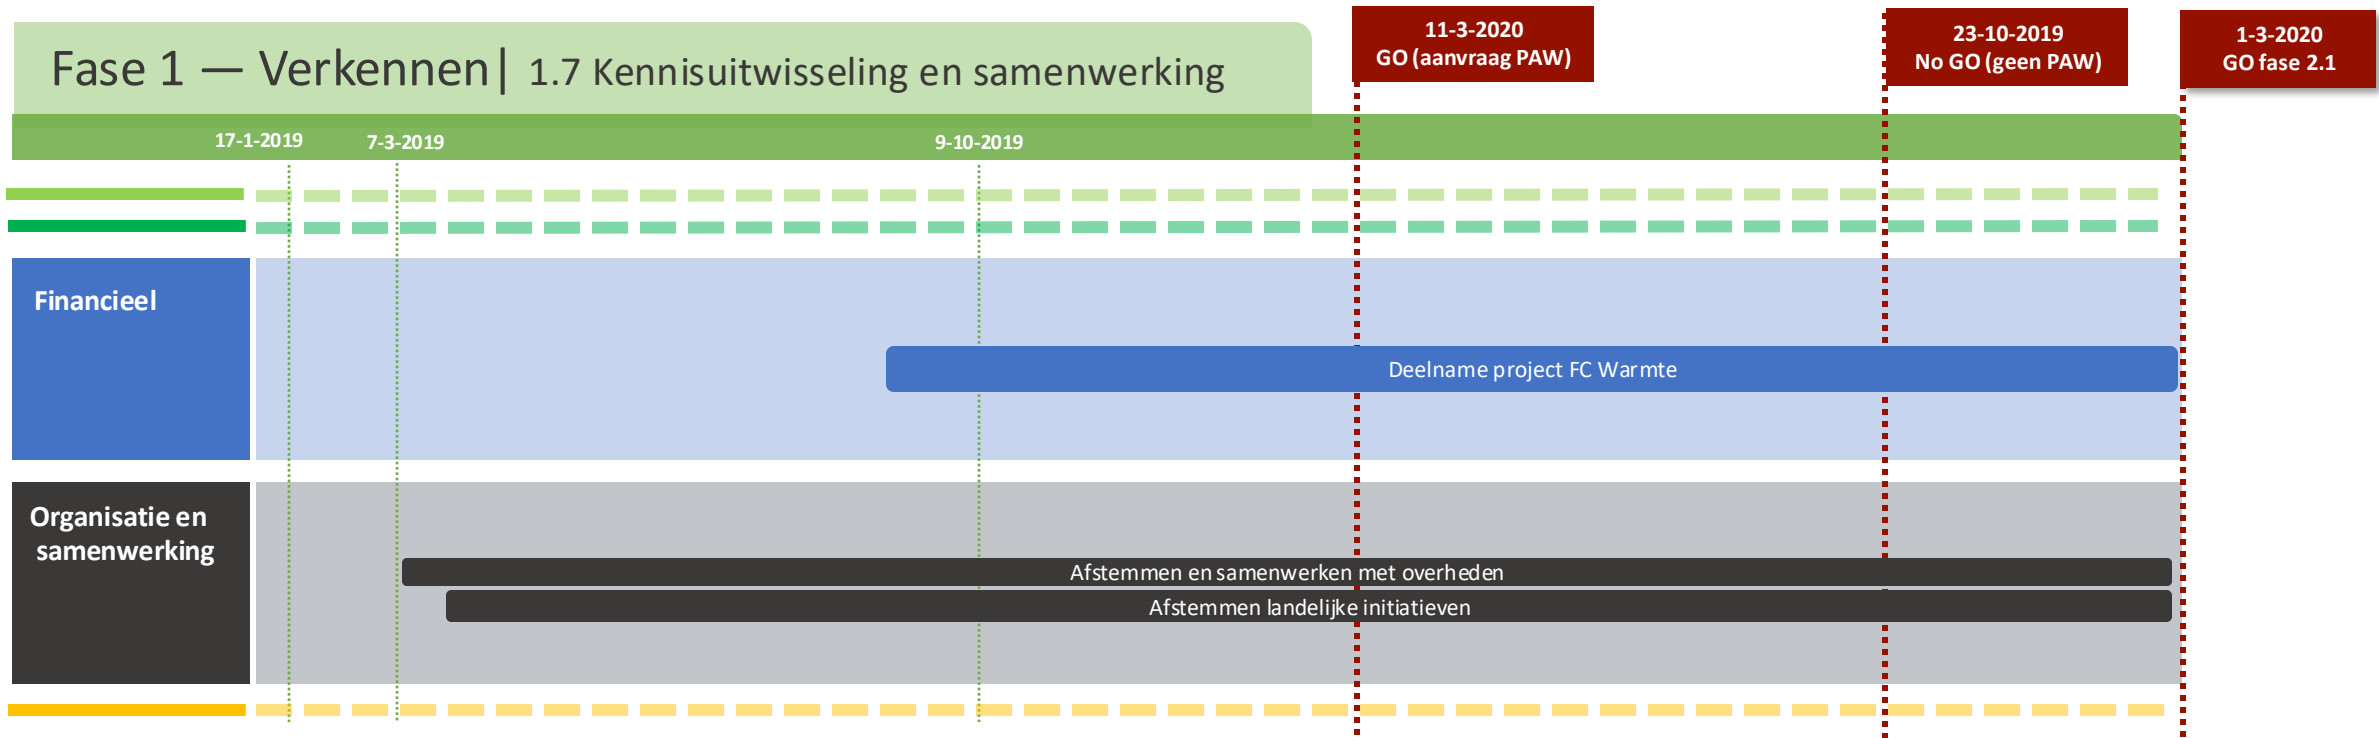 Fase 1 — Verkennen| 1.7 Kennisuitwisseling en samenwerking
11-3-2020
GO (aanvraag PAW)
23-10-2019
No GO (geen PAW)
1-3-2020
GO fase 2.1
17-1-2019
7-3-2019
9-10-2019
Financieel
Deelname project FC Warmte
Organisatie en
samenwerking
Afstemmen en samenwerken met overheden
Afstemmen landelijke initiatieven